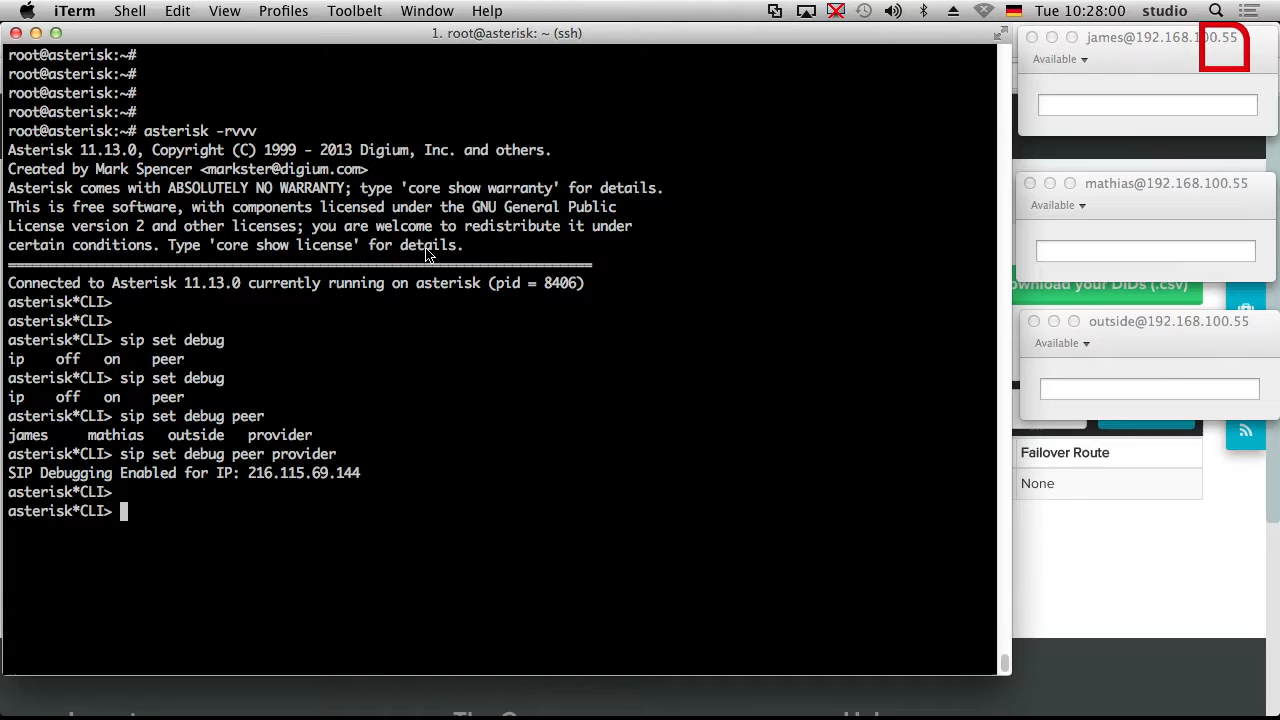 iTerm Shell Edit View Profiles Toolbelt Window Help Tue 10:28:00 studio
1. root@asterisk: ~ (ssh)
root@asterisk:~#
root@asterisk:~#
root@asterisk:~#
root@asterisk:~#
root@asterisk:~# asterisk -rvvv
Asterisk 11.13.0, Copyright (C) 1999 - 2013 Digium, Inc. and others.
Created by Mark Spencer <markster@digium.com>
Asterisk comes with ABSOLUTELY NO WARRANTY; type 'core show warranty' for details.
This is free software, with components licensed under the GNU General Public
License version 2 and other licenses; you are welcome to redistribute it under
certain conditions. Type 'core show license' for details.
Connected to Asterisk 11.13.0 currently running on asterisk (pid = 8406)
asterisk*CLI>
asterisk*CLI>
asterisk*CLI> sip set debug
ip off on peer
asterisk*CLI> sip set debug
ip off on peer
asterisk*CLI> sip set debug peer
james mathias outside provider
asterisk*CLI> sip set debug peer provider
SIP Debugging Enabled for IP: 216.115.69.144
asterisk*CLI>
asterisk*CLI>
james@192.168.100.55
Available
mathias@192.168.100.55
Available
ownload your DIDs (.csv)
outside@192.168.100.55
Available
Failover Route
None